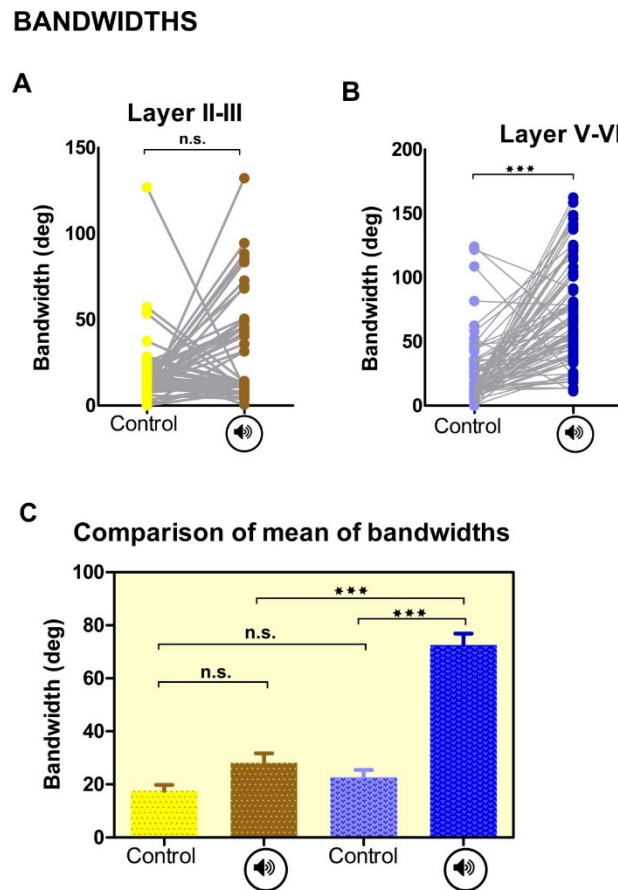 BANDWIDTHS
A
Layer II-III
n.s.
Bandwidth (deg)
150
100
50
0
Control
B
Layer V-VI
***
Bandwidth (deg)
200
150
100
50
0
Control
C
Comparison of mean of bandwidths
Bandwidth (deg)
100
80
60
40
20
0
***
***
n.s.
n.s.
Control
Control